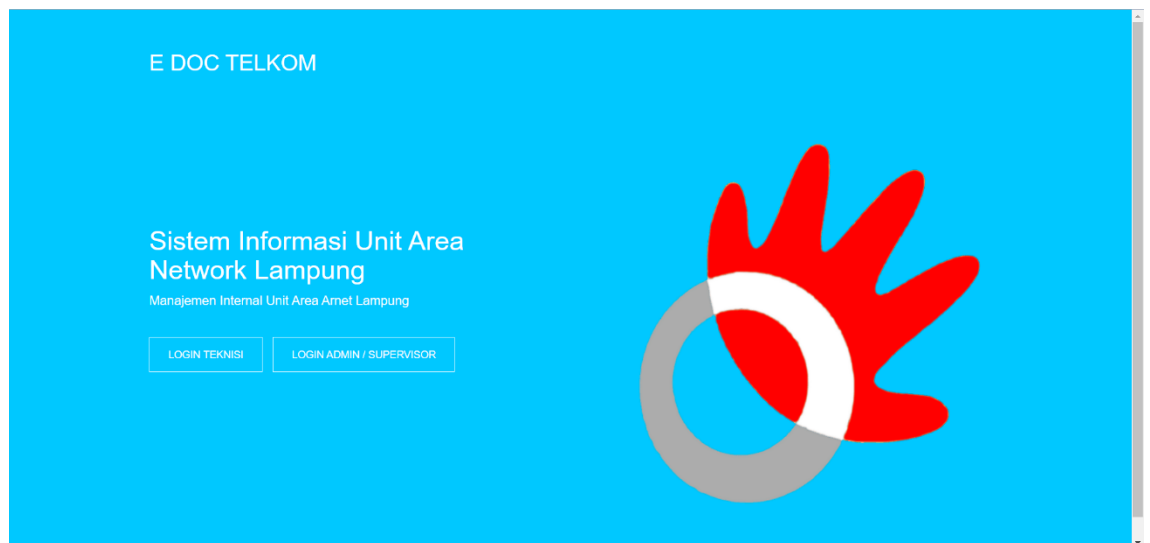 E DOC TELKOM
Sistem Informasi Unit Area
Network Lampung
Manajemen Internal Unit Area Arnet Lampung
LOGIN TEKNISI
LOGIN ADMIN / SUPERVISOR